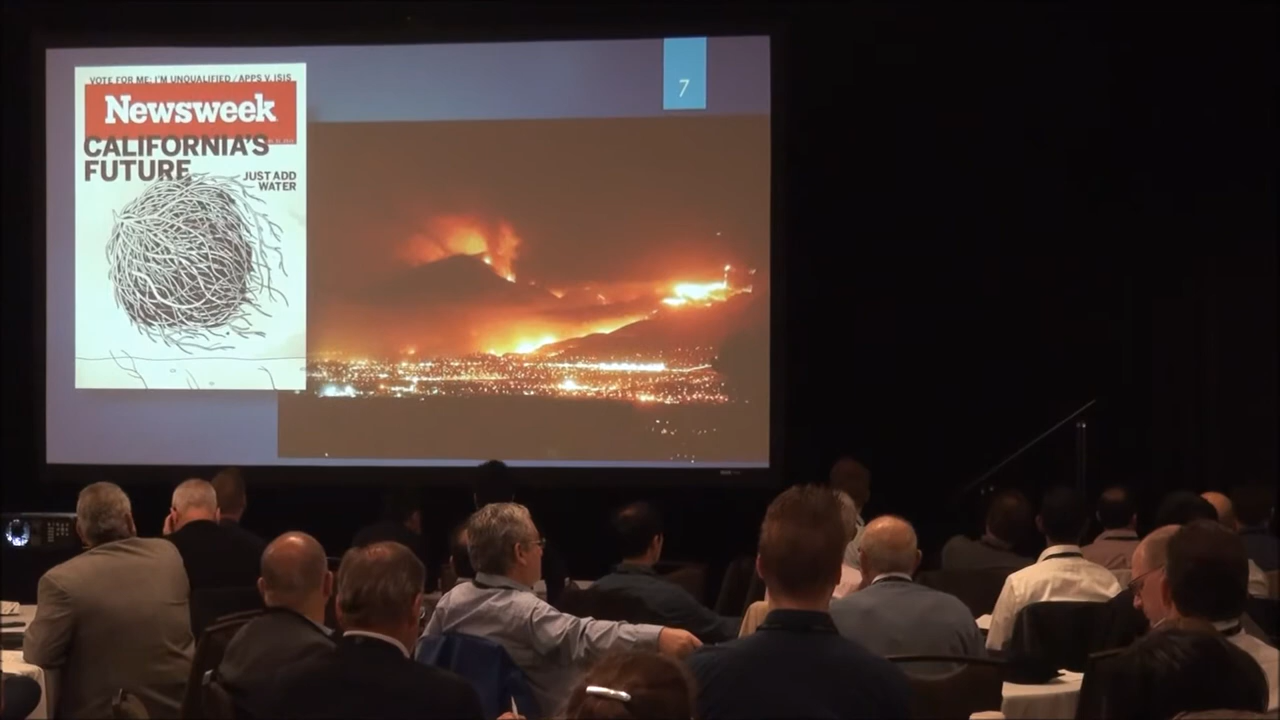 VOTE FOR ME: I'M UNQUALIFIED / APPS V. ISIS
Newsweek
CALIFORNIA'S
FUTURE
JUST ADD
WATER
7